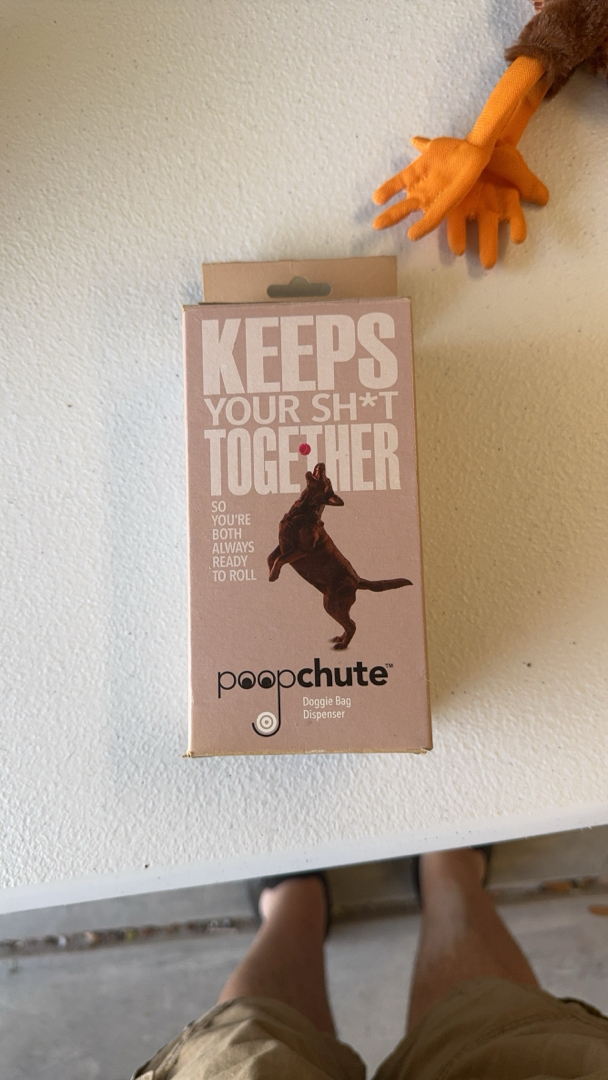 KEEPS
YOUR SH*T
TOGETHER
SO
YOU'RE
BOTH
ALWAYS
READY
TO ROLL
poopchute™
Doggie Bag
Dispenser